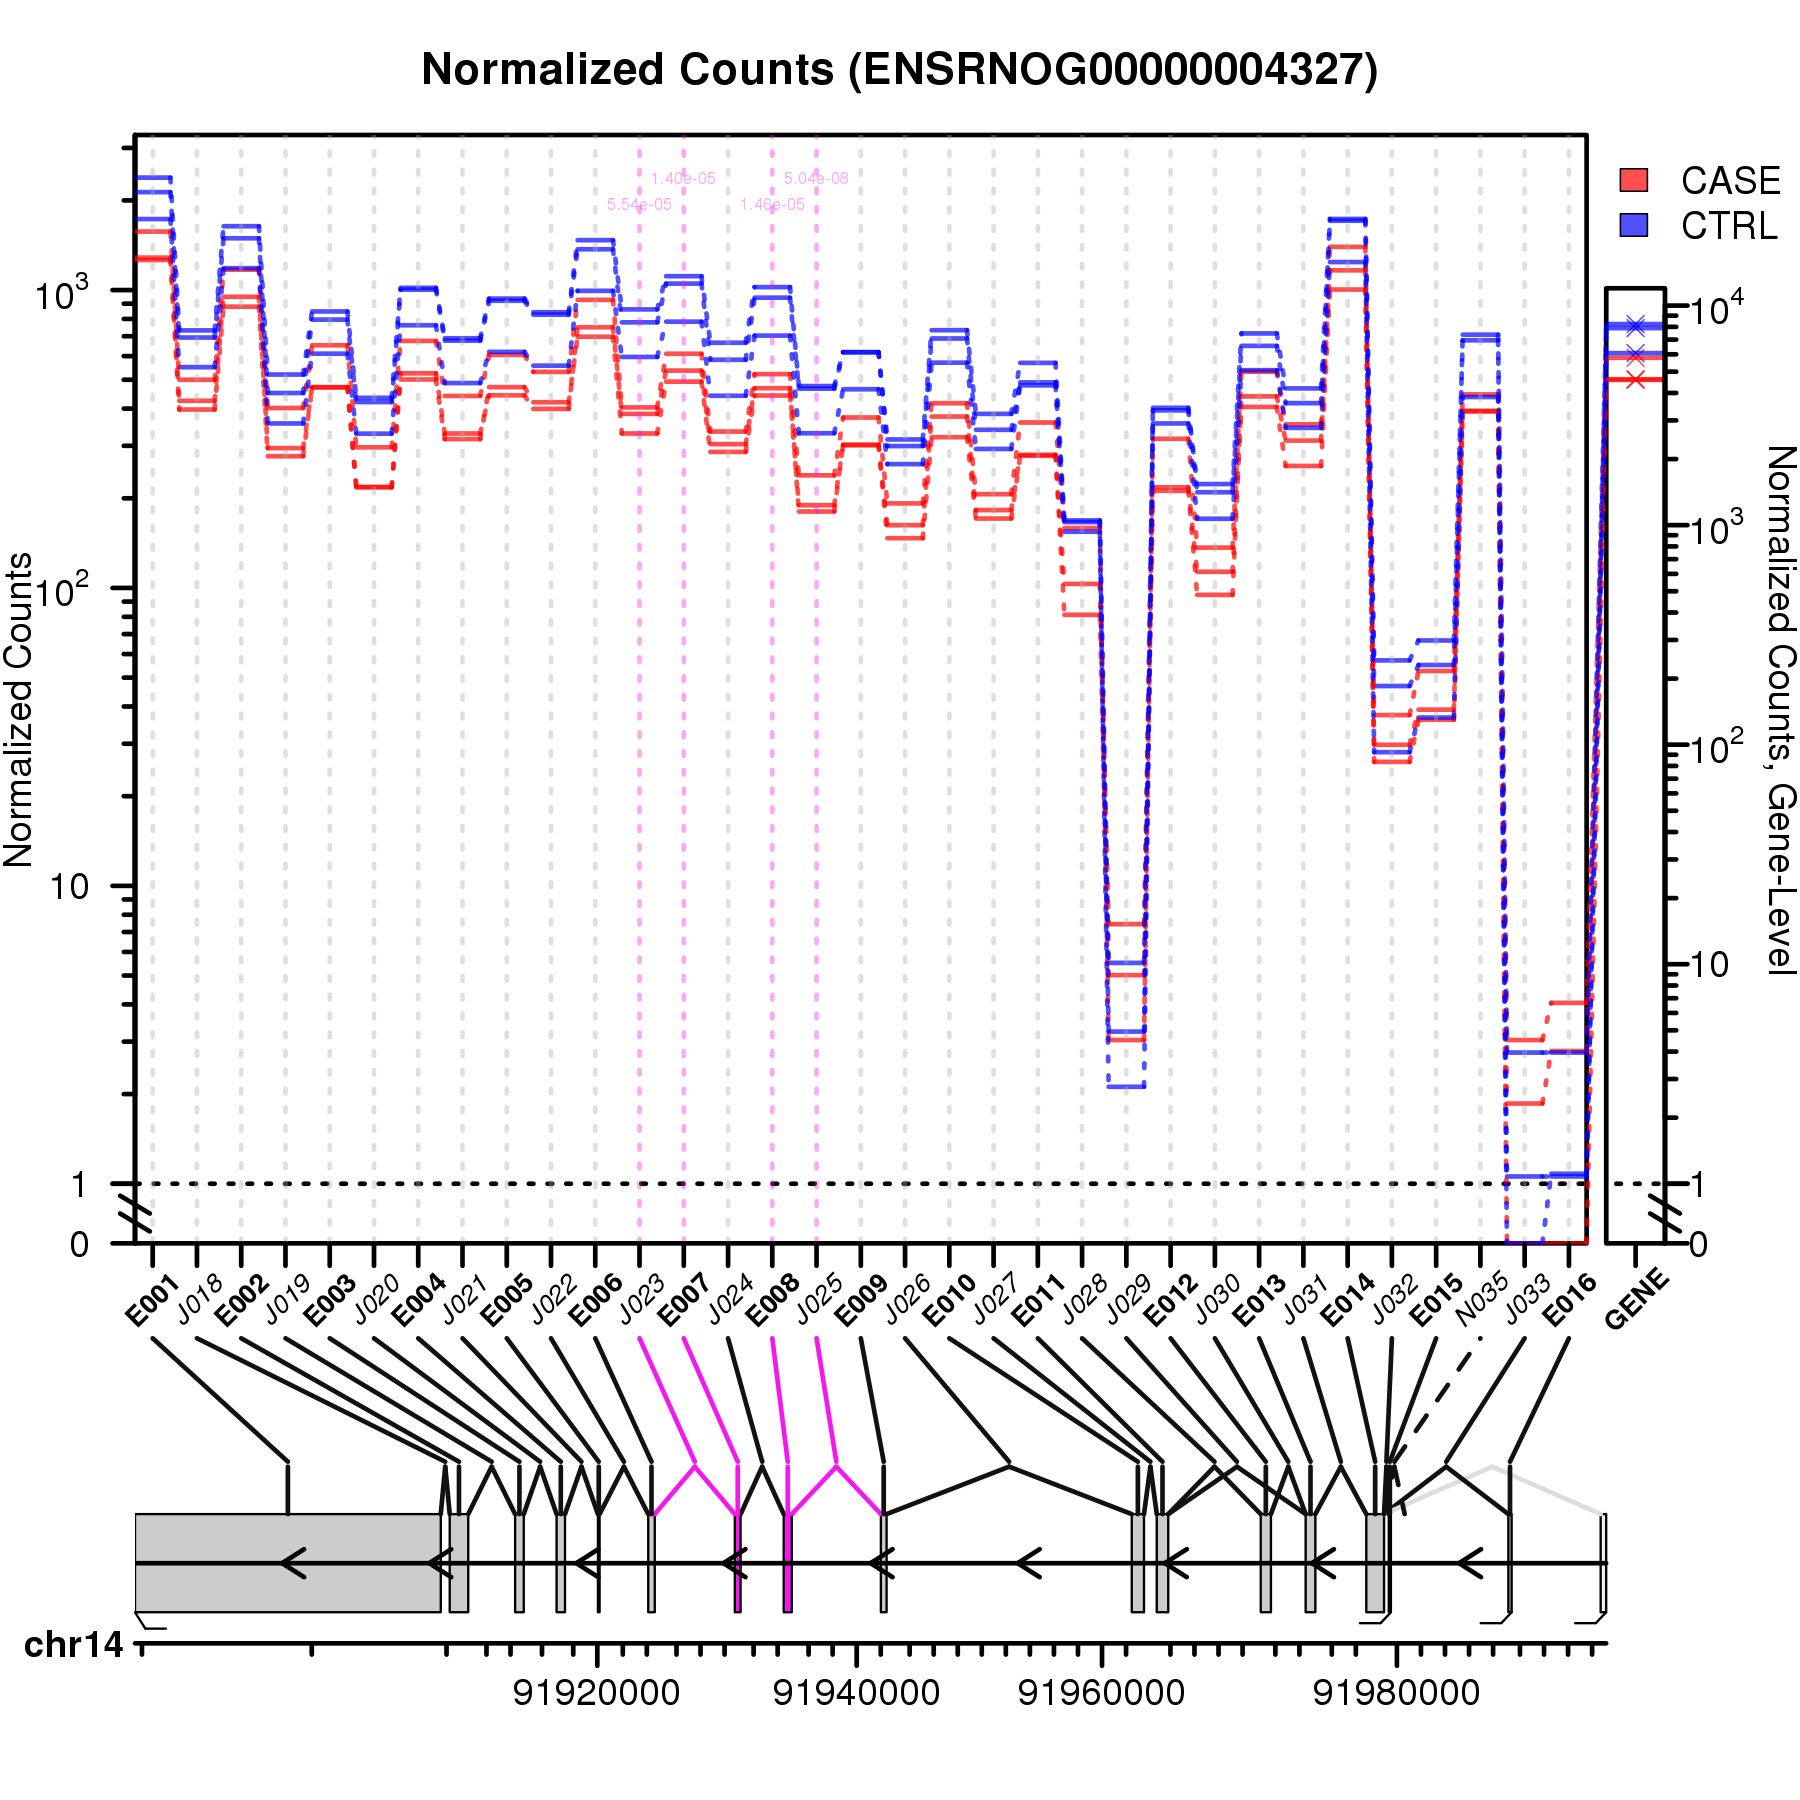 Normalized Counts (ENSRNOG00000004327)
CASE
CTRL
1.40e-05
5.04e-08
5.54e-05
1.46e-05
Normalized Counts
10³
10²
10
1
0
10⁴
10³
10²
10
1
0
Normalized Counts, Gene-Level
E001 J018 E002 J019 E003 J020 E004 J021 E005 J022 E006 J023 E007 J024 E008 J025 E009 J026 E010 J027 E011 J028 J029 E012 J030 E013 J031 E014 J032 E015 N035 J033 E016 GENE
chr14
91920000 91940000 91960000 91980000